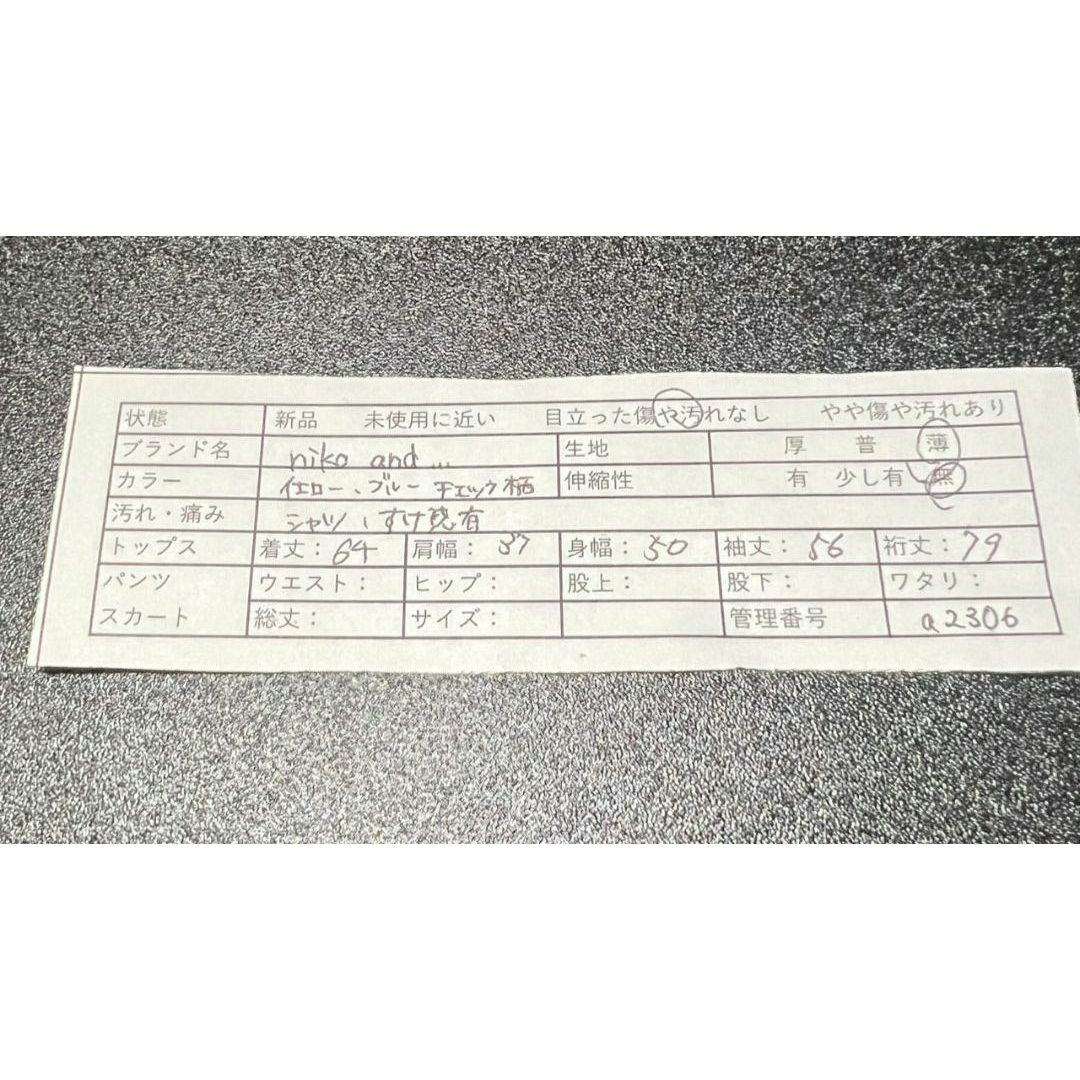 状態 新品 未使用に近い 目立った傷や汚れなし やや傷や汚れあり
ブランド名 niko and ... 生地 厚 普 薄
カラー イエロー、ブルー チェック柄 伸縮性 有 少し有 無
汚れ・痛み シャツ、すけ感有
トップス 着丈：64 肩幅：37 身幅：50 袖丈：56 裄丈：79
パンツ ウエスト： ヒップ： 股上： 股下： ワタリ：
スカート 総丈： サイズ： 管理番号 a2306